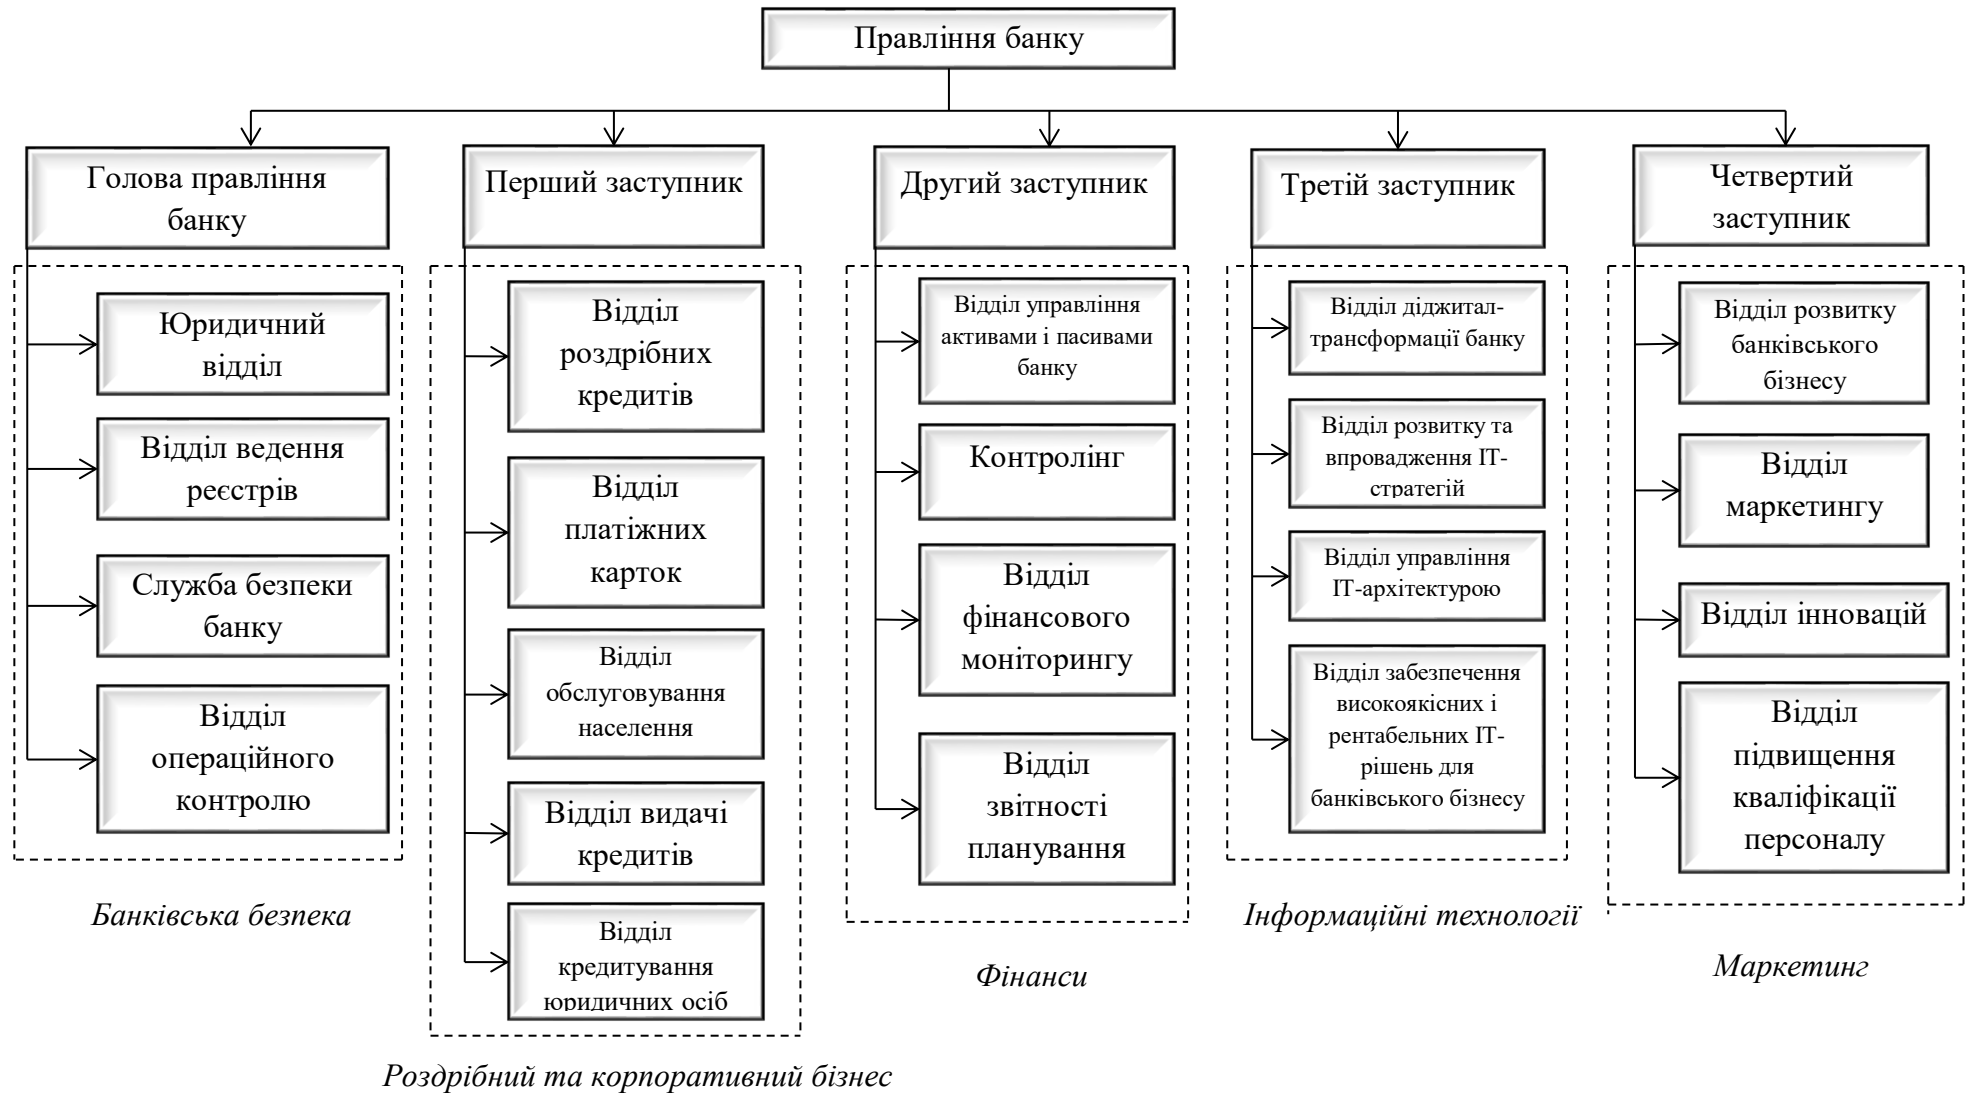 Правління банку
Голова правління
банку
Перший заступник
Другий заступник
Третій заступник
Четвертий
заступник
Юридичний
відділ
Відділ ведення
реєстрів
Служба безпеки
банку
Відділ
операційного
контролю
Банківська безпека
Відділ
роздрібних
кредитів
Відділ
платіжних
карток
Відділ
обслуговування
населення
Відділ видачі
кредитів
Відділ
кредитування
юридичних осіб
Роздрібний та корпоративний бізнес
Відділ управління
активами і пасивами
банку
Контролінг
Відділ
фінансового
моніторингу
Відділ
звітності
планування
Фінанси
Відділ діджитал-
трансформації банку
Відділ розвитку та
впровадження ІТ-
стратегій
Відділ управління
ІТ-архітектурою
Відділ забезпечення
високоякісних і
рентабельних ІТ-
рішень для
банківського бізнесу
Інформаційні технології
Відділ розвитку
банківського
бізнесу
Відділ
маркетингу
Відділ інновацій
Відділ
підвищення
кваліфікації
персоналу
Маркетинг